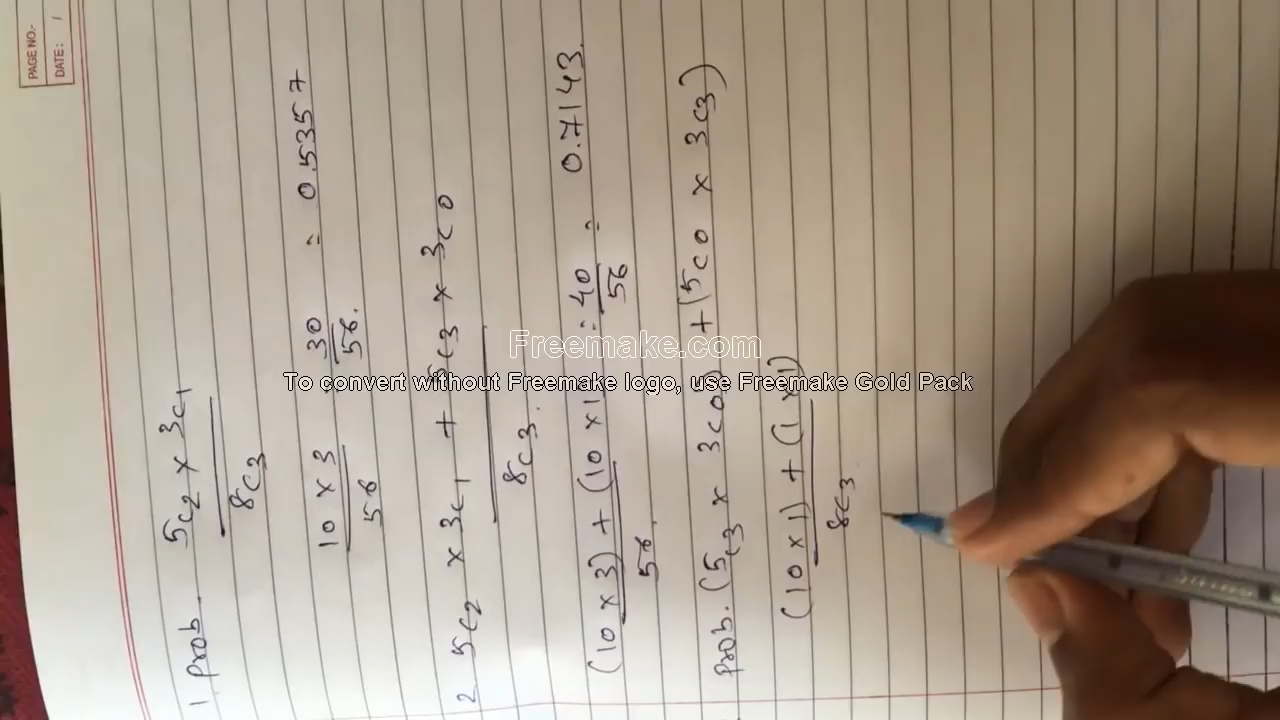 PAGE NO.:
DATE: /
1 Prob. 5c2 x 3c1
8c3
10 x 3 : 30 = 0.5357
56 56.
2 5c2 x 3c1 + 5c3 x 3c0
8c3.
(10 x 3) + (10 x 1) : 40 = 0.7143.
56. 56
Prob. (5c3 x 3c0) + (5c0 x 3c3)
(10 x 1) + (1 x 1)
8c3
Freemake.com
To convert without Freemake logo, use Freemake Gold Pack